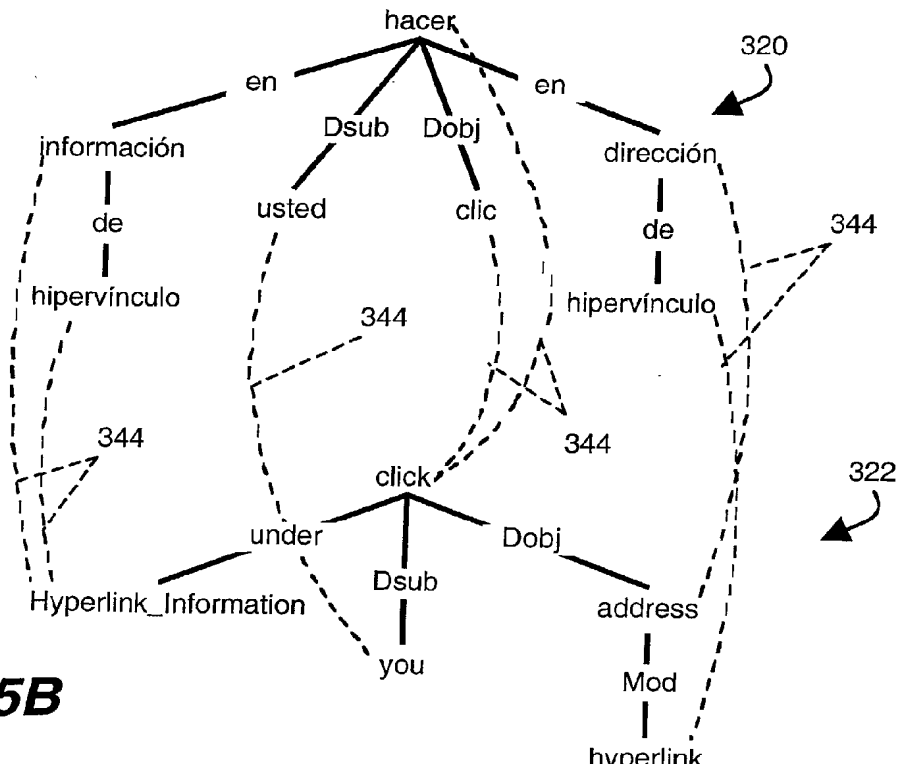 hacer
320
en
en
Dsub
Dobj
información
dirección
de
usted
clic
de
344
hipervínculo
hipervínculo
344
344
344
click
322
under
Dobj
Dsub
Hyperlink_Information
address
you
Mod
5B
hyperlink